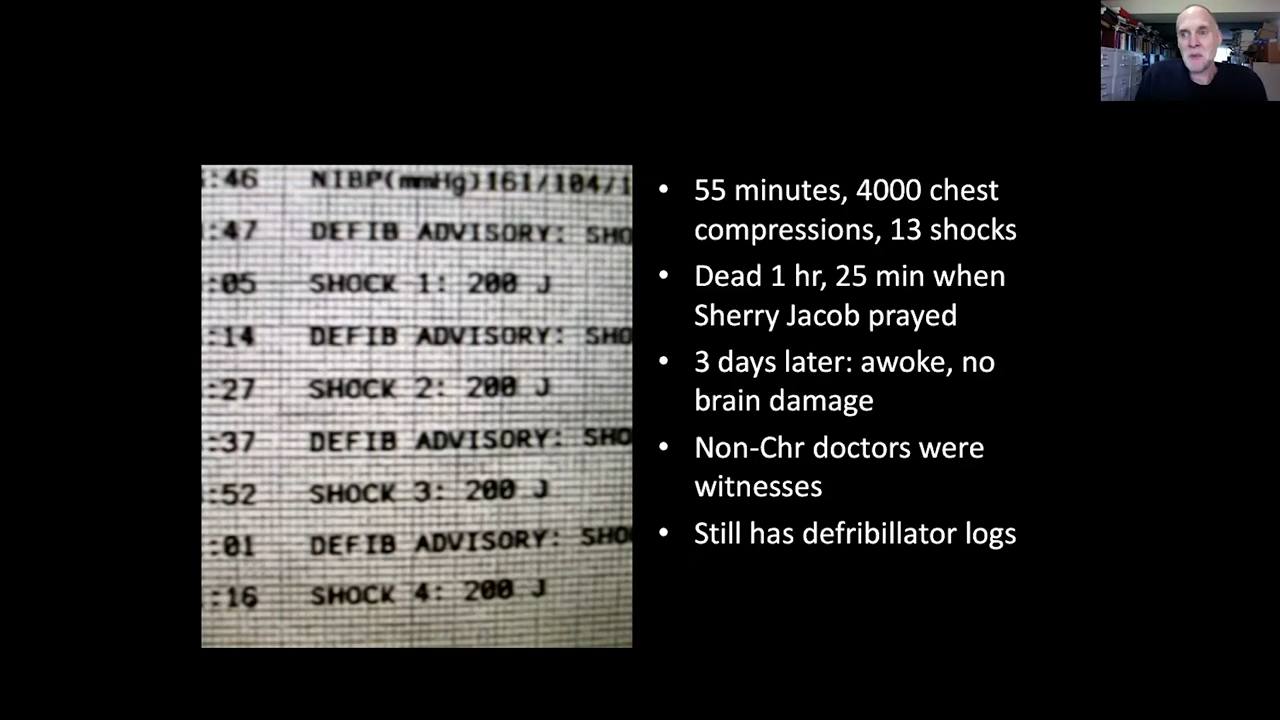 :46 NIBP(mmHg)161/104/1
:47 DEFIB ADVISORY: SHO
:05 SHOCK 1: 200 J
:14 DEFIB ADVISORY: SHO
:27 SHOCK 2: 200 J
:37 DEFIB ADVISORY: SHO
:52 SHOCK 3: 200 J
:01 DEFIB ADVISORY: SHO
:16 SHOCK 4: 200 J
• 55 minutes, 4000 chest
compressions, 13 shocks
• Dead 1 hr, 25 min when
Sherry Jacob prayed
• 3 days later: awoke, no
brain damage
• Non-Chr doctors were
witnesses
• Still has defribillator logs